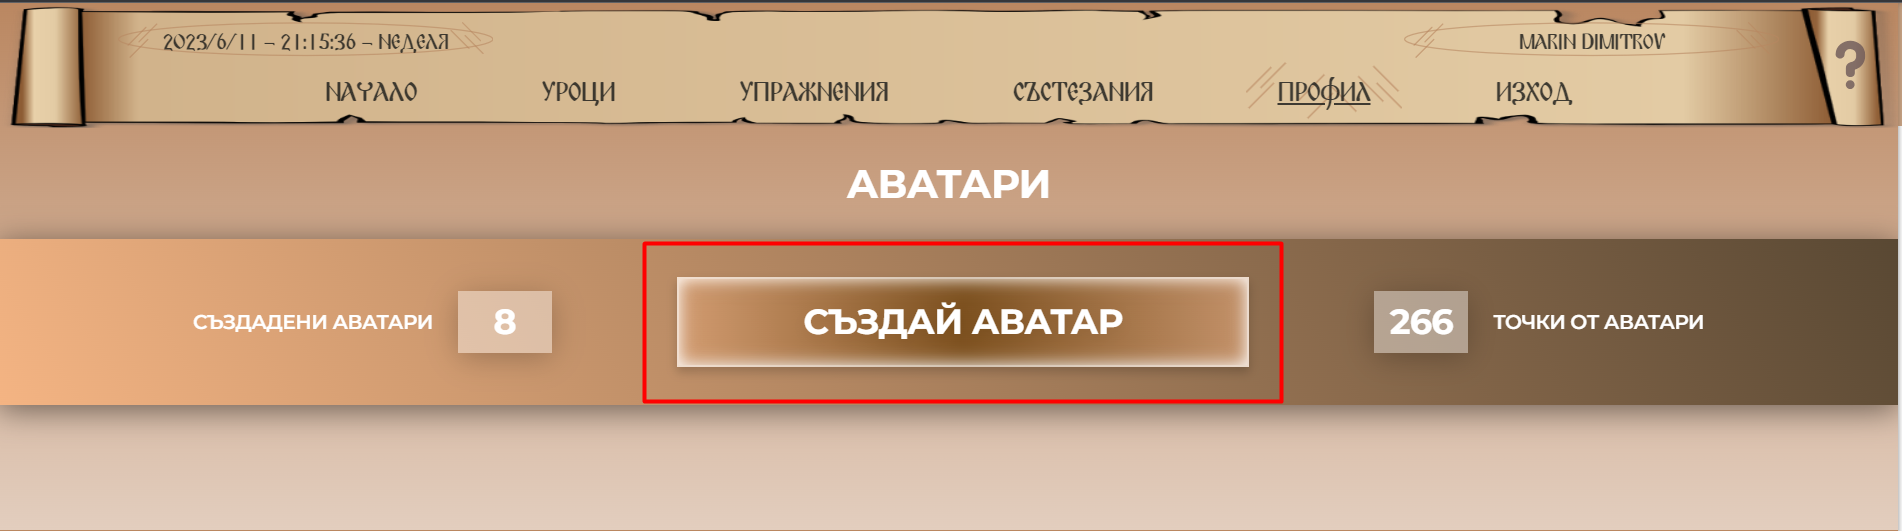 2023/6/11 - 21:15:36 - НЕДЕЛЯ
MARIN DIMITROV
?
НАЧАЛО УРОЦИ УПРАЖНЕНИЯ СЪСТЕЗАНИЯ ПРОФИЛ ИЗХОД
АВАТАРИ
СЪЗДАДЕНИ АВАТАРИ 8 СЪЗДАЙ АВАТАР 266 ТОЧКИ ОТ АВАТАРИ